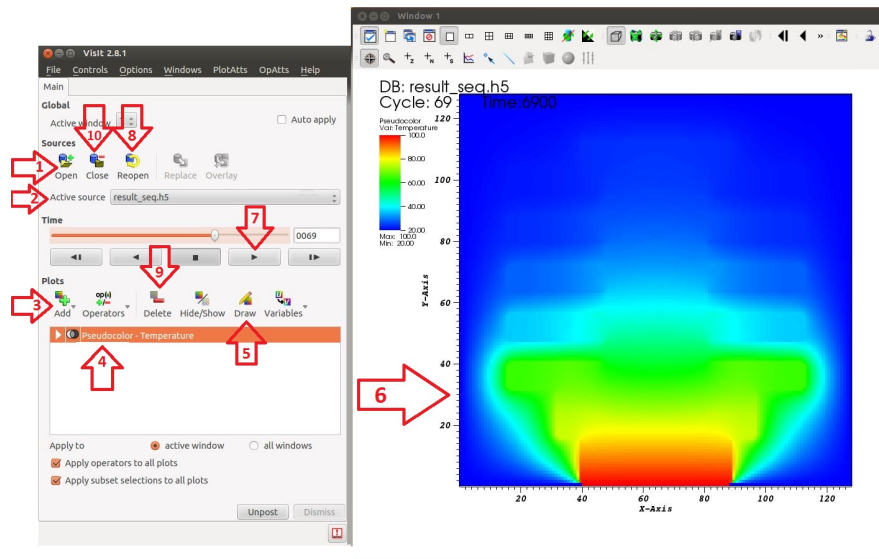 VisIt 2.8.1
File Controls Options Windows PlotAtts OpAtts Help
Main
Global
Active window
Auto apply
10
8
Sources
1
Open Close Reopen Replace Overlay
2
Active source result_seq.h5
7
Time
0069
9
Plots
3
op(s)
Add Operators Delete Hide/Show Draw Variables
Pseudocolor - Temperature
4
5
Apply to active window all windows
Apply operators to all plots
Apply subset selections to all plots
Unpost Dismiss
Window 1
DB: result_seq.h5
Cycle: 69 Time:6900
Pseudocolor
Var: Temperature
100.0
80.00
60.00
40.00
20.00
Max: 100.0
Min: 20.00
120
100
80
60
40
20
Y-Axis
6
20 40 60 80 100 120
X-Axis